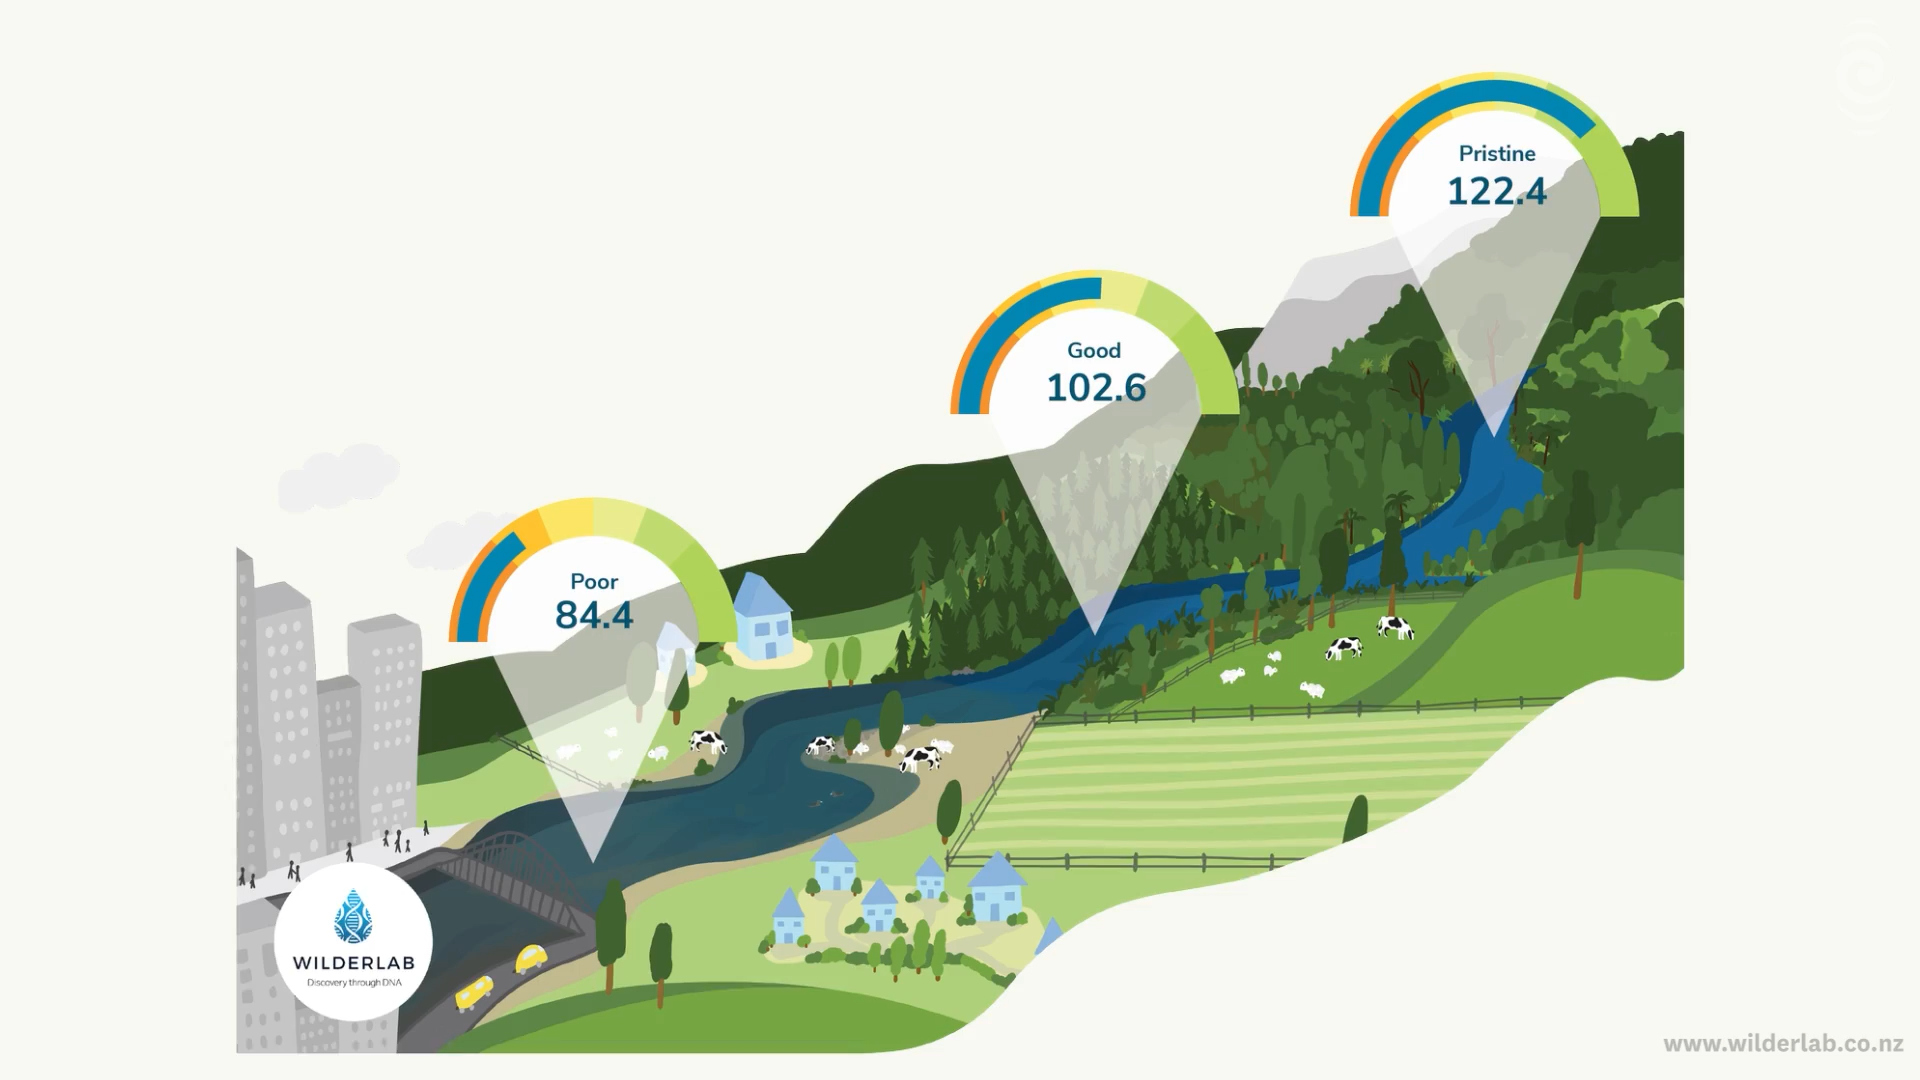 Pristine
122.4
Good
102.6
Poor
84.4
WILDERLAB
Discovery through DNA
www.wilderlab.co.nz